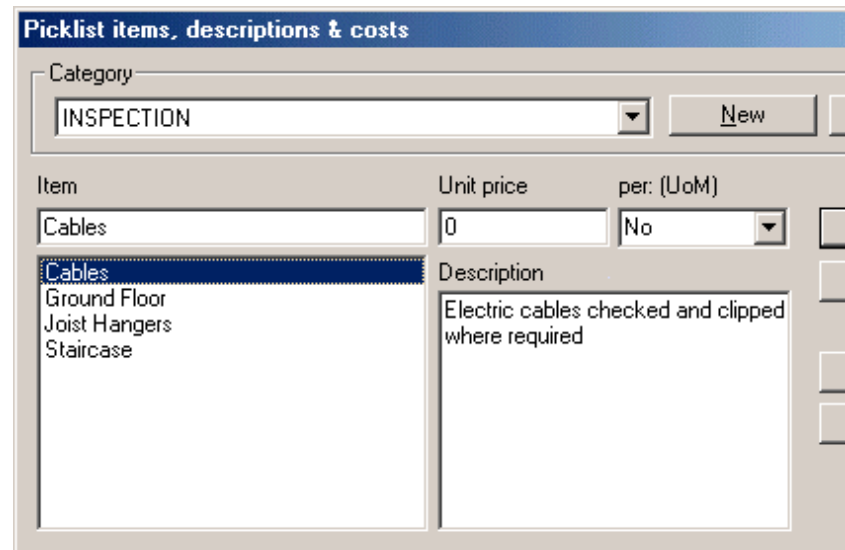 Picklist items, descriptions & costs
Category
INSPECTION
New
Item
Unit price
per: (UoM)
Cables
0
No
Cables
Ground Floor
Joist Hangers
Staircase
Description
Electric cables checked and clipped
where required